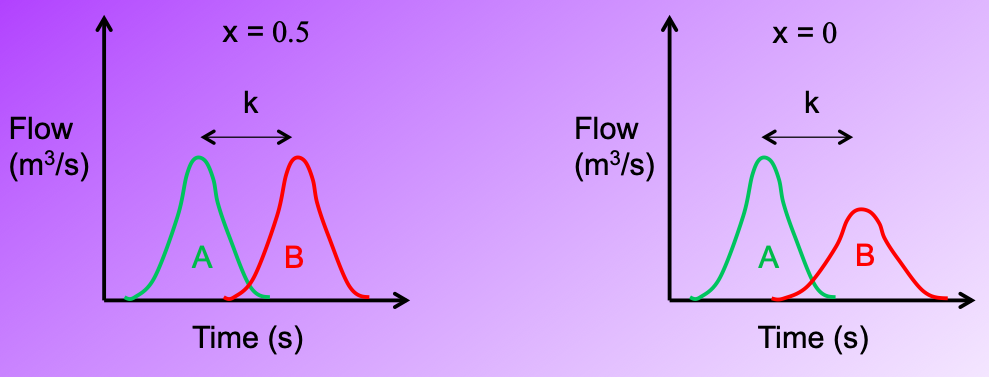 x = 0.5
k
Flow
(m³/s)
A
B
Time (s)
x = 0
k
Flow
(m³/s)
A
B
Time (s)